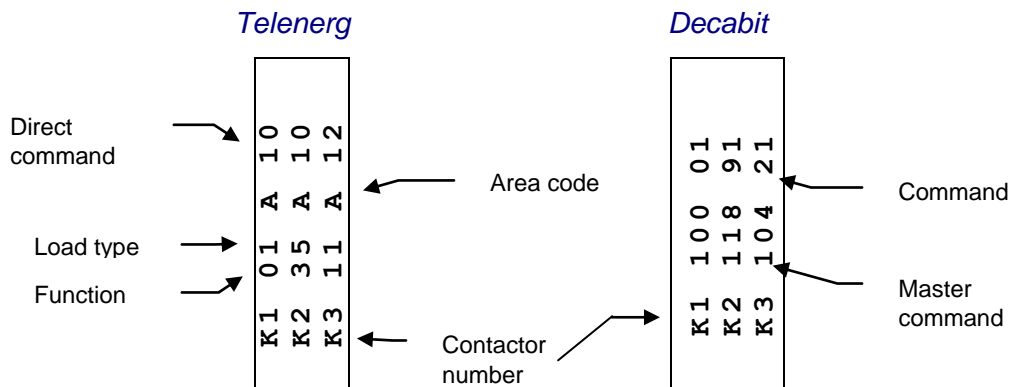 Telenerg
Decabit
Direct
command
Area code
Load type
Function
Contactor
number
K1 01 A 10
K2 35 A 10
K3 11 A 12
K1 100 01
K2 118 91
K3 104 21
Command
Master
command